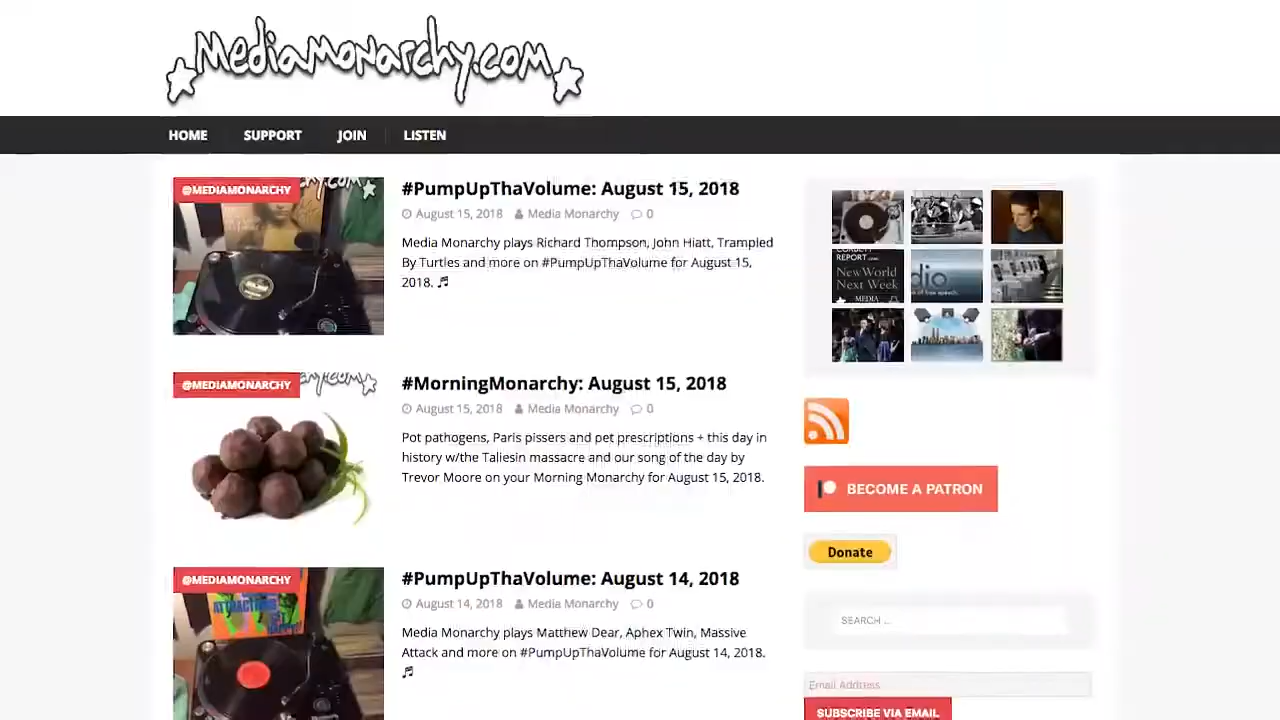 Mediamonarchy.com
HOME SUPPORT JOIN LISTEN
@MEDIAMONARCHY
#PumpUpThaVolume: August 15, 2018
August 15, 2018 Media Monarchy 0
Media Monarchy plays Richard Thompson, John Hiatt, Trampled
By Turtles and more on #PumpUpThaVolume for August 15,
2018. 🎵
@MEDIAMONARCHY
#MorningMonarchy: August 15, 2018
August 15, 2018 Media Monarchy 0
Pot pathogens, Paris pissers and pet prescriptions + this day in
history w/the Taliesin massacre and our song of the day by
Trevor Moore on your Morning Monarchy for August 15, 2018.
@MEDIAMONARCHY
ATTRACTIONS
#PumpUpThaVolume: August 14, 2018
August 14, 2018 Media Monarchy 0
Media Monarchy plays Matthew Dear, Aphex Twin, Massive
Attack and more on #PumpUpThaVolume for August 14, 2018.
🎵
REPORT
New World
Next Week
MEDIA
dio
BECOME A PATRON
Donate
SEARCH ...
Email Address
SUBSCRIBE VIA EMAIL